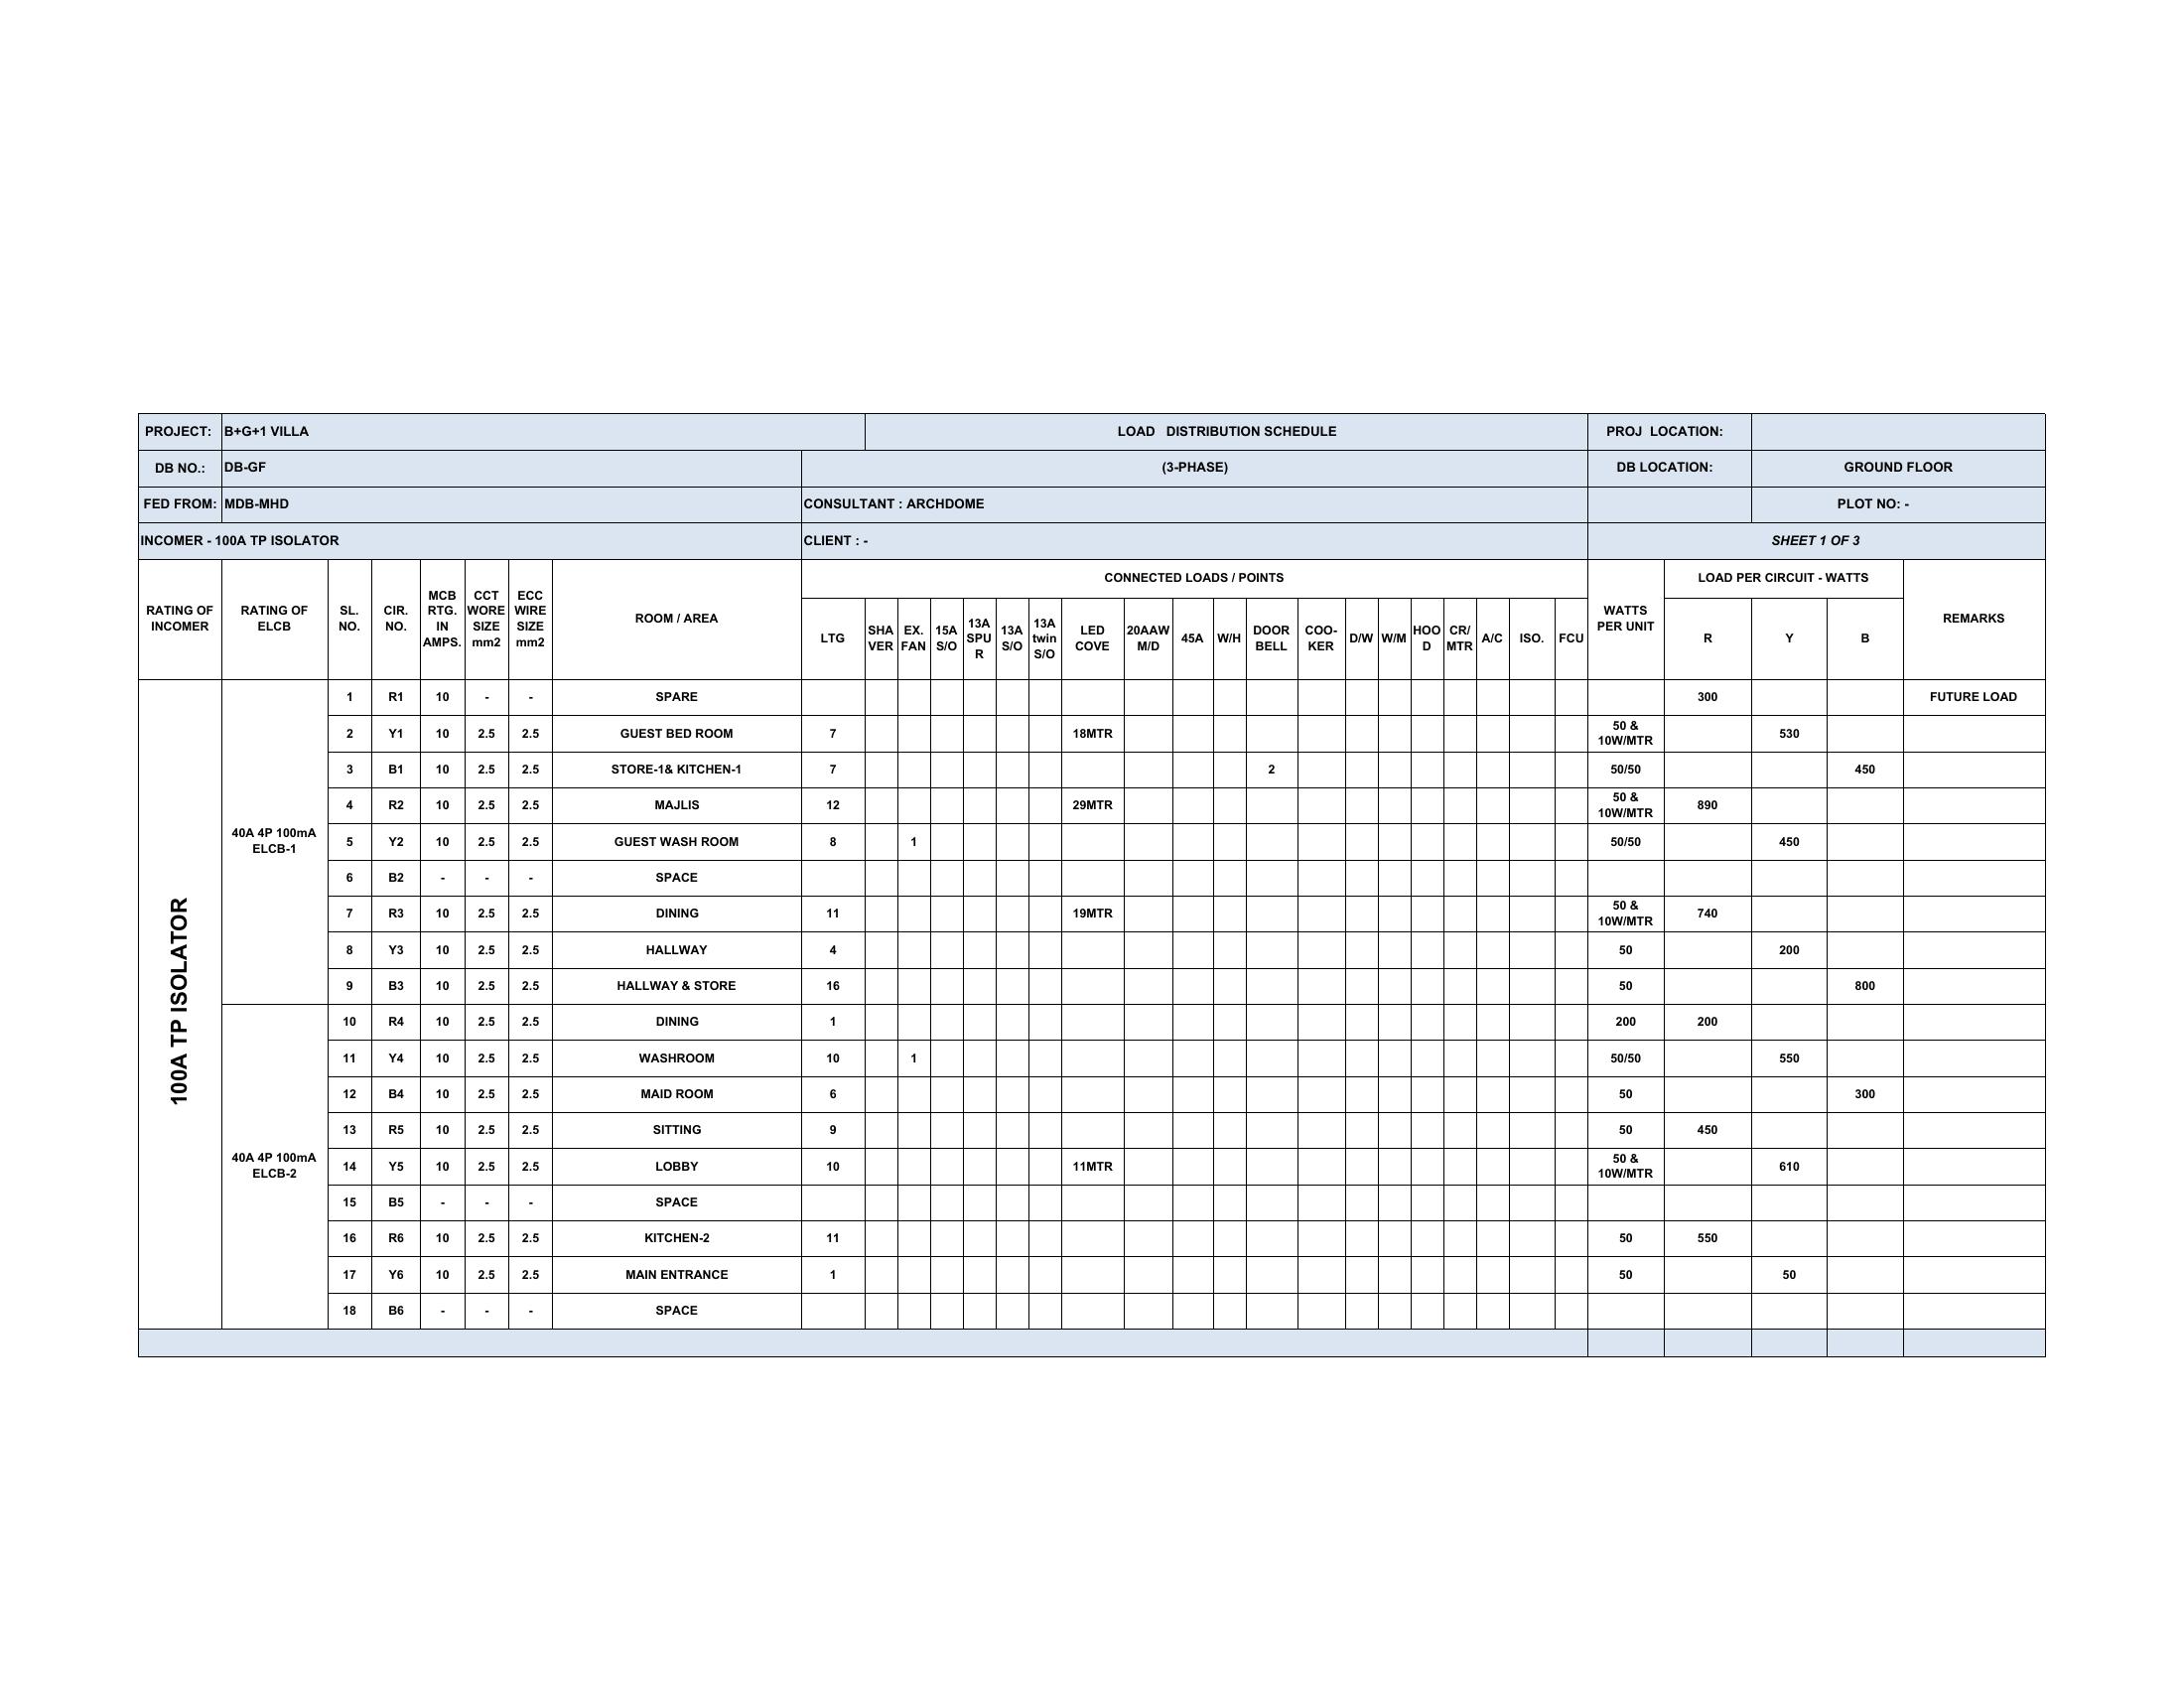 PROJECT: B+G+1 VILLA LOAD DISTRIBUTION SCHEDULE PROJ LOCATION:
DB NO.: DB-GF (3-PHASE) DB LOCATION: GROUND FLOOR
FED FROM: MDB-MHD CONSULTANT : ARCHDOME PLOT NO: -
INCOMER - 100A TP ISOLATOR CLIENT : - SHEET 1 OF 3
RATING OF INCOMER RATING OF ELCB SL. NO. CIR. NO. MCB RTG. IN AMPS. CCT WORE SIZE mm2 ECC WIRE SIZE mm2 ROOM / AREA CONNECTED LOADS / POINTS WATTS PER UNIT LOAD PER CIRCUIT - WATTS REMARKS
LTG SHA VER EX. FAN 15A S/O 13A SPU R 13A S/O 13A twin S/O LED COVE 20AAW M/D 45A W/H DOOR BELL COO- KER D/W W/M HOO D CR/ MTR A/C ISO. FCU R Y B
100A TP ISOLATOR
40A 4P 100mA ELCB-1
1 R1 10 - - SPARE 300 FUTURE LOAD
2 Y1 10 2.5 2.5 GUEST BED ROOM 7 18MTR 50 & 10W/MTR 530
3 B1 10 2.5 2.5 STORE-1& KITCHEN-1 7 2 50/50 450
4 R2 10 2.5 2.5 MAJLIS 12 29MTR 50 & 10W/MTR 890
5 Y2 10 2.5 2.5 GUEST WASH ROOM 8 1 50/50 450
6 B2 - - - SPACE
7 R3 10 2.5 2.5 DINING 11 19MTR 50 & 10W/MTR 740
8 Y3 10 2.5 2.5 HALLWAY 4 50 200
9 B3 10 2.5 2.5 HALLWAY & STORE 16 50 800
40A 4P 100mA ELCB-2
10 R4 10 2.5 2.5 DINING 1 200 200
11 Y4 10 2.5 2.5 WASHROOM 10 1 50/50 550
12 B4 10 2.5 2.5 MAID ROOM 6 50 300
13 R5 10 2.5 2.5 SITTING 9 50 450
14 Y5 10 2.5 2.5 LOBBY 10 11MTR 50 & 10W/MTR 610
15 B5 - - - SPACE
16 R6 10 2.5 2.5 KITCHEN-2 11 50 550
17 Y6 10 2.5 2.5 MAIN ENTRANCE 1 50 50
18 B6 - - - SPACE